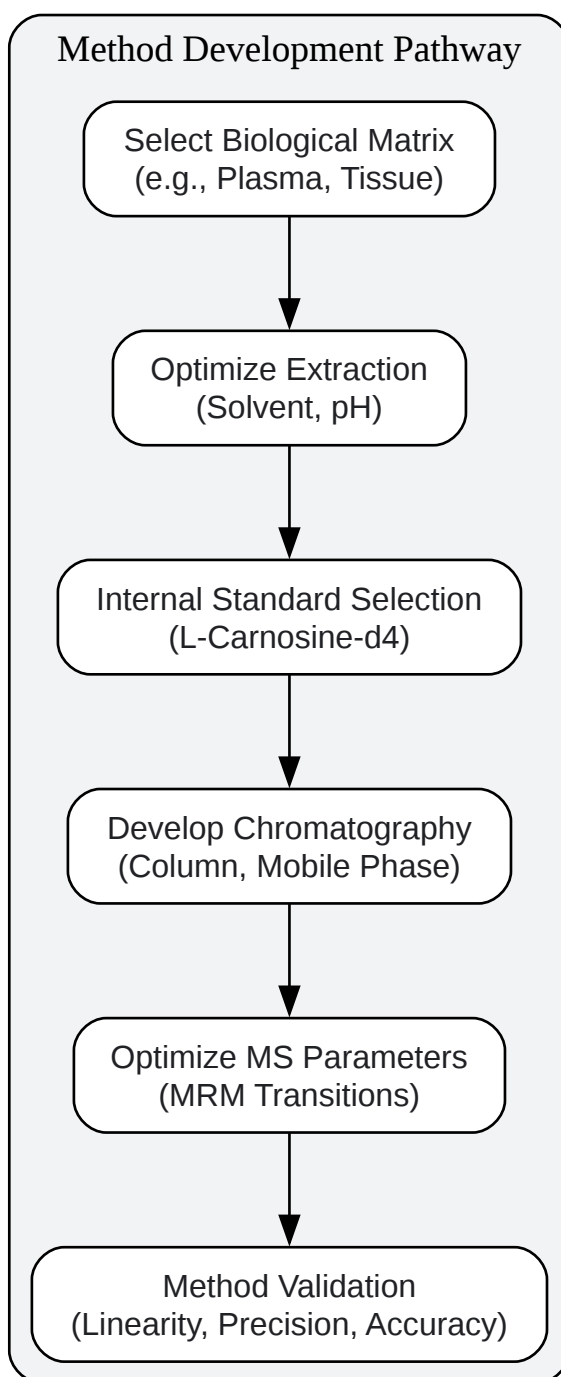 Method Development Pathway
Select Biological Matrix
(e.g., Plasma, Tissue)
Optimize Extraction
(Solvent, pH)
Internal Standard Selection
(L-Carnosine-d4)
Develop Chromatography
(Column, Mobile Phase)
Optimize MS Parameters
(MRM Transitions)
Method Validation
(Linearity, Precision, Accuracy)